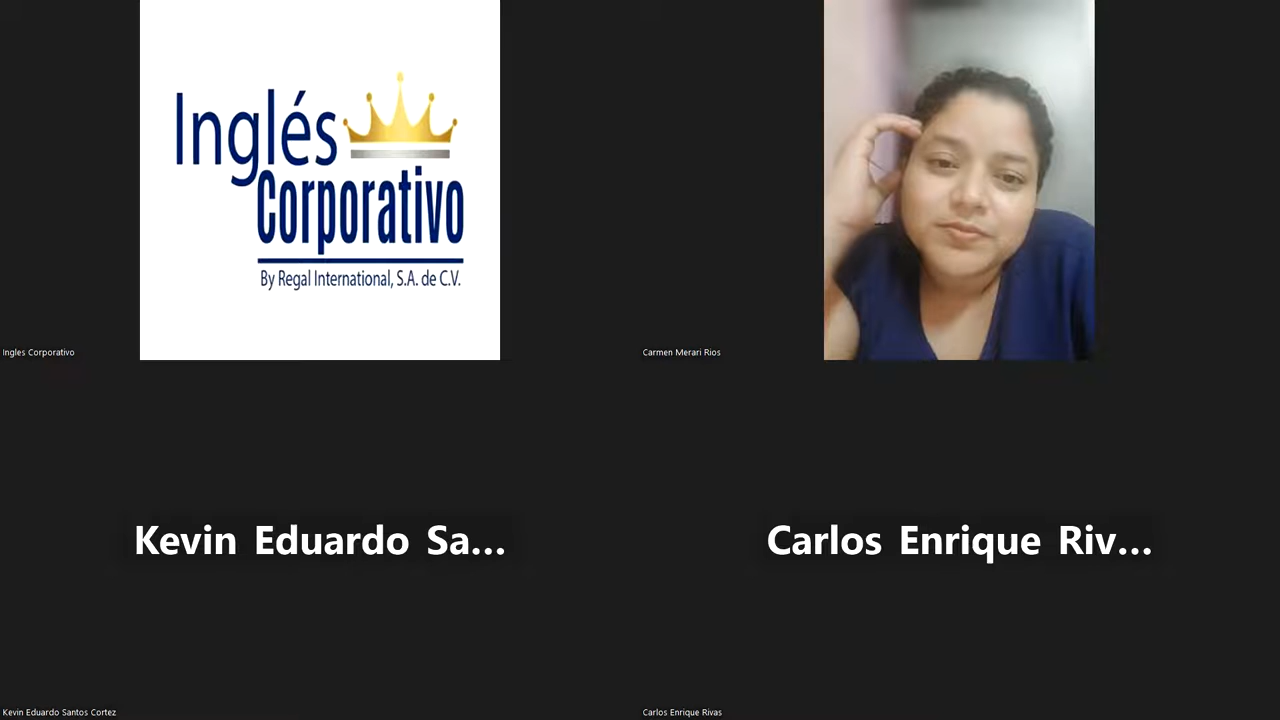 Inglés
Corporativo
By Regal International, S.A. de C.V.
Ingles Corporativo
Carmen Merari Rios
Kevin Eduardo Sa...
Carlos Enrique Riv...
Kevin Eduardo Santos Cortez
Carlos Enrique Rivas